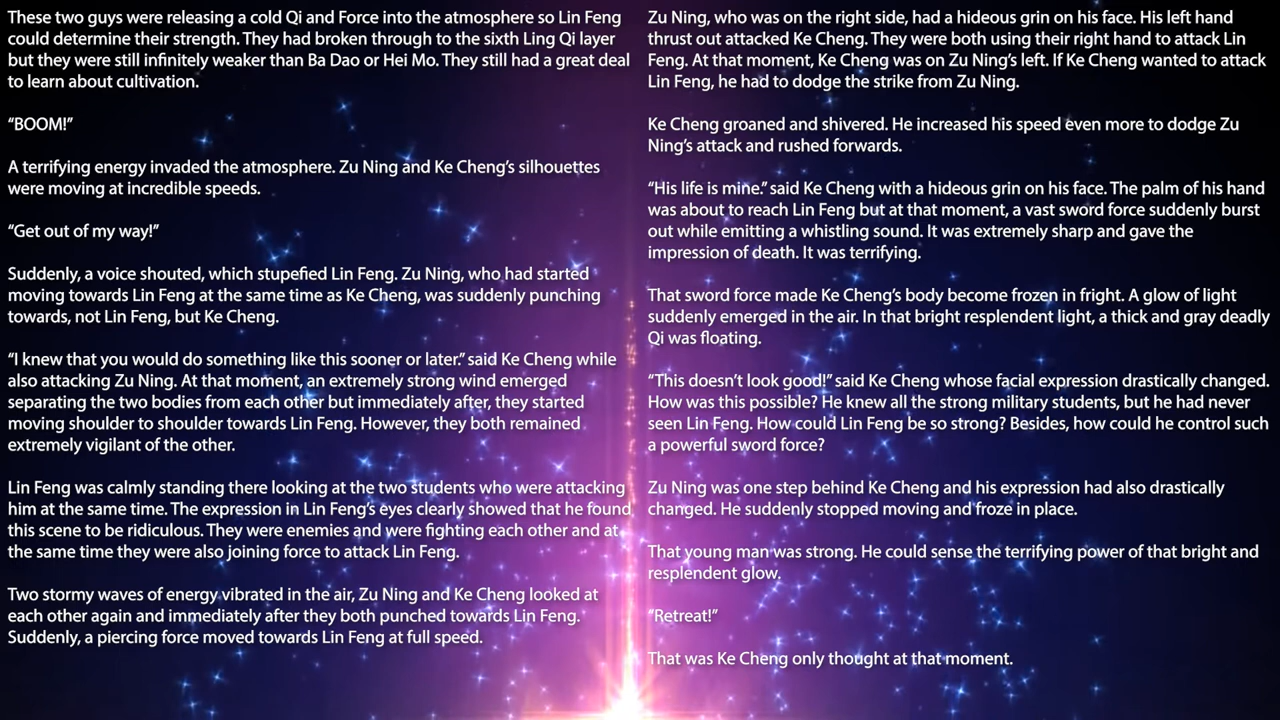 These two guys were releasing a cold Qi and Force into the atmosphere so Lin Feng
could determine their strength. They had broken through to the sixth Ling Qi layer
but they were still infinitely weaker than Ba Dao or Hei Mo. They still had a great deal
to learn about cultivation.
“BOOM!”
A terrifying energy invaded the atmosphere. Zu Ning and Ke Cheng’s silhouettes
were moving at incredible speeds.
“Get out of my way!”
Suddenly, a voice shouted, which stupefied Lin Feng. Zu Ning, who had started
moving towards Lin Feng at the same time as Ke Cheng, was suddenly punching
towards, not Lin Feng, but Ke Cheng.
“I knew that you would do something like this sooner or later.” said Ke Cheng while
also attacking Zu Ning. At that moment, an extremely strong wind emerged
separating the two bodies from each other but immediately after, they started
moving shoulder to shoulder towards Lin Feng. However, they both remained
extremely vigilant of the other.
Lin Feng was calmly standing there looking at the two students who were attacking
him at the same time. The expression in Lin Feng’s eyes clearly showed that he found
this scene to be ridiculous. They were enemies and were fighting each other and at
the same time they were also joining force to attack Lin Feng.
Two stormy waves of energy vibrated in the air, Zu Ning and Ke Cheng looked at
each other again and immediately after they both punched towards Lin Feng.
Suddenly, a piercing force moved towards Lin Feng at full speed.
Zu Ning, who was on the right side, had a hideous grin on his face. His left hand
thrust out attacked Ke Cheng. They were both using their right hand to attack Lin
Feng. At that moment, Ke Cheng was on Zu Ning’s left. If Ke Cheng wanted to attack
Lin Feng, he had to dodge the strike from Zu Ning.
Ke Cheng groaned and shivered. He increased his speed even more to dodge Zu
Ning’s attack and rushed forwards.
“His life is mine.” said Ke Cheng with a hideous grin on his face. The palm of his hand
was about to reach Lin Feng but at that moment, a vast sword force suddenly burst
out while emitting a whistling sound. It was extremely sharp and gave the
impression of death. It was terrifying.
That sword force made Ke Cheng’s body become frozen in fright. A glow of light
suddenly emerged in the air. In that bright resplendent light, a thick and gray deadly
Qi was floating.
“This doesn’t look good!” said Ke Cheng whose facial expression drastically changed.
How was this possible? He knew all the strong military students, but he had never
seen Lin Feng. How could Lin Feng be so strong? Besides, how could he control such
a powerful sword force?
Zu Ning was one step behind Ke Cheng and his expression had also drastically
changed. He suddenly stopped moving and froze in place.
That young man was strong. He could sense the terrifying power of that bright and
resplendent glow.
“Retreat!”
That was Ke Cheng only thought at that moment.